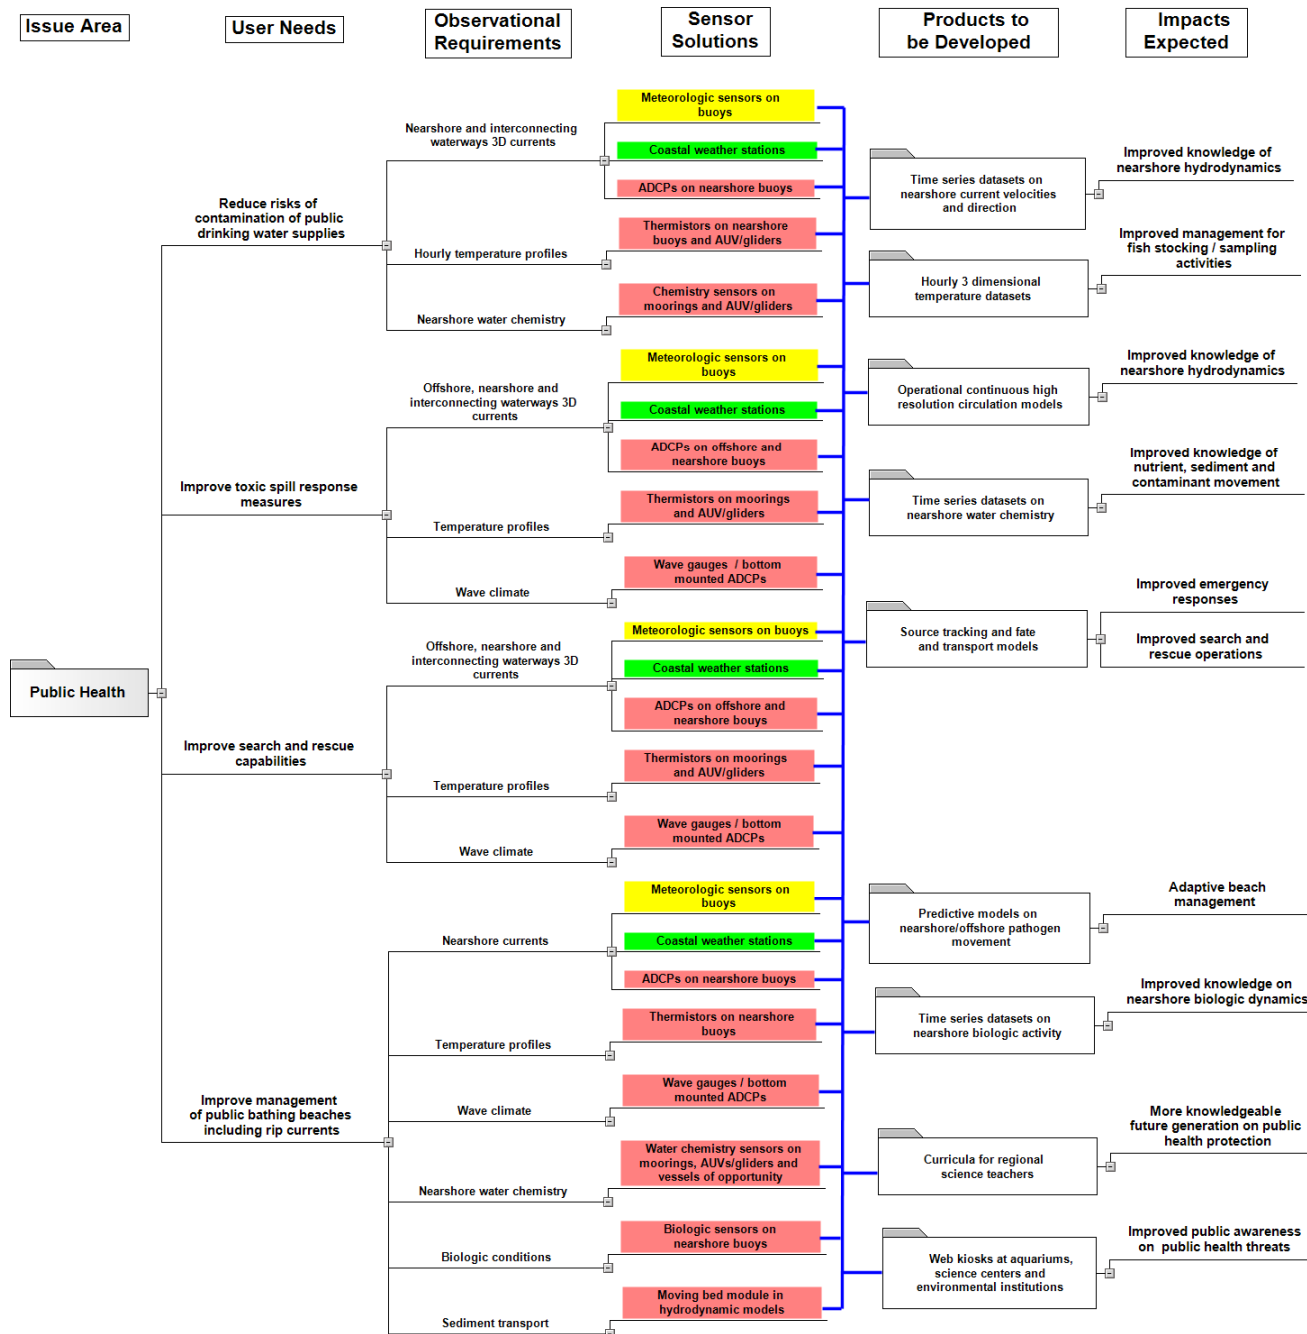 Issue Area
User Needs
Observational
Requirements
Sensor
Solutions
Products to
be Developed
Impacts
Expected
Public Health
Reduce risks of
contamination of public
drinking water supplies
Improve toxic spill response
measures
Improve search and rescue
capabilities
Improve management
of public bathing beaches
including rip currents
Nearshore and interconnecting
waterways 3D currents
Hourly temperature profiles
Nearshore water chemistry
Offshore, nearshore and
interconnecting waterways 3D
currents
Temperature profiles
Wave climate
Offshore, nearshore and
interconnecting waterways 3D
currents
Temperature profiles
Wave climate
Nearshore currents
Temperature profiles
Wave climate
Nearshore water chemistry
Biologic conditions
Sediment transport
Meteorologic sensors on
buoys
Coastal weather stations
ADCPs on nearshore buoys
Thermistors on nearshore
buoys and AUV/gliders
Chemistry sensors on
moorings and AUV/gliders
Meteorologic sensors on
buoys
Coastal weather stations
ADCPs on offshore and
nearshore buoys
Thermistors on moorings
and AUV/gliders
Wave gauges / bottom
mounted ADCPs
Meteorologic sensors on buoys
Coastal weather stations
ADCPs on offshore and
nearshore bouys
Thermistors on moorings
and AUV/gliders
Wave gauges / bottom
mounted ADCPs
Meteorologic sensors on
buoys
Coastal weather stations
ADCPs on nearshore buoys
Thermistors on nearshore
buoys
Wave gauges / bottom
mounted ADCPs
Water chemistry sensors on
moorings, AUVs/gliders and
vessels of opportunity
Biologic sensors on
nearshore buoys
Moving bed module in
hydrodynamic models
Time series datasets on
nearshore current velocities
and direction
Hourly 3 dimensional
temperature datasets
Operational continuous high
resolution circulation models
Time series datasets on
nearshore water chemistry
Source tracking and fate
and transport models
Predictive models on
nearshore/offshore pathogen
movement
Time series datasets on
nearshore biologic activity
Curricula for regional
science teachers
Web kiosks at aquariums,
science centers and
environmental institutions
Improved knowledge of
nearshore hydrodynamics
Improved management for
fish stocking / sampling
activities
Improved knowledge of
nearshore hydrodynamics
Improved knowledge of
nutrient, sediment and
contaminant movement
Improved emergency
responses
Improved search and
rescue operations
Adaptive beach
management
Improved knowledge on
nearshore biologic dynamics
More knowledgeable
future generation on public
health protection
Improved public awareness
on public health threats